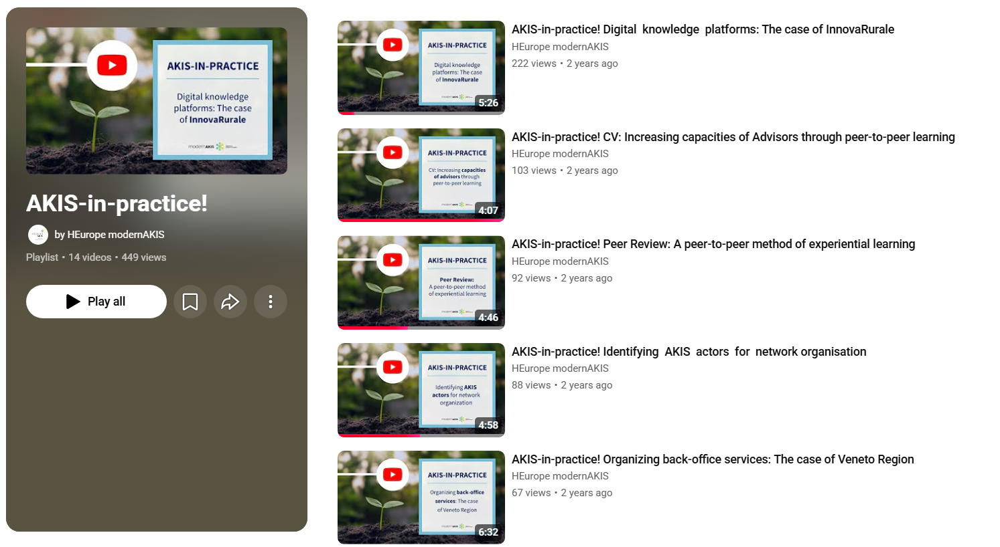 AKIS-IN-PRACTICE
Digital knowledge
platforms: The case
of InnovaRurale
modernAKIS
AKIS-in-practice!
by HEurope modernAKIS
Playlist • 14 videos • 449 views
Play all
AKIS-IN-PRACTICE
Digital knowledge
platforms: The case
of InnovaRurale
5:26
AKIS-in-practice! Digital knowledge platforms: The case of InnovaRurale
HEurope modernAKIS
222 views • 2 years ago
AKIS-IN-PRACTICE
CV: Increasing capacities
of advisors through
peer-to-peer learning
4:07
AKIS-in-practice! CV: Increasing capacities of Advisors through peer-to-peer learning
HEurope modernAKIS
103 views • 2 years ago
AKIS-IN-PRACTICE
Peer Review:
A peer-to-peer method
of experiential learning
4:46
AKIS-in-practice! Peer Review: A peer-to-peer method of experiential learning
HEurope modernAKIS
92 views • 2 years ago
AKIS-IN-PRACTICE
Identifying AKIS
actors for network
organization
4:58
AKIS-in-practice! Identifying AKIS actors for network organisation
HEurope modernAKIS
88 views • 2 years ago
AKIS-IN-PRACTICE
Organizing back-office
services: The case
of Veneto Region
6:32
AKIS-in-practice! Organizing back-office services: The case of Veneto Region
HEurope modernAKIS
67 views • 2 years ago